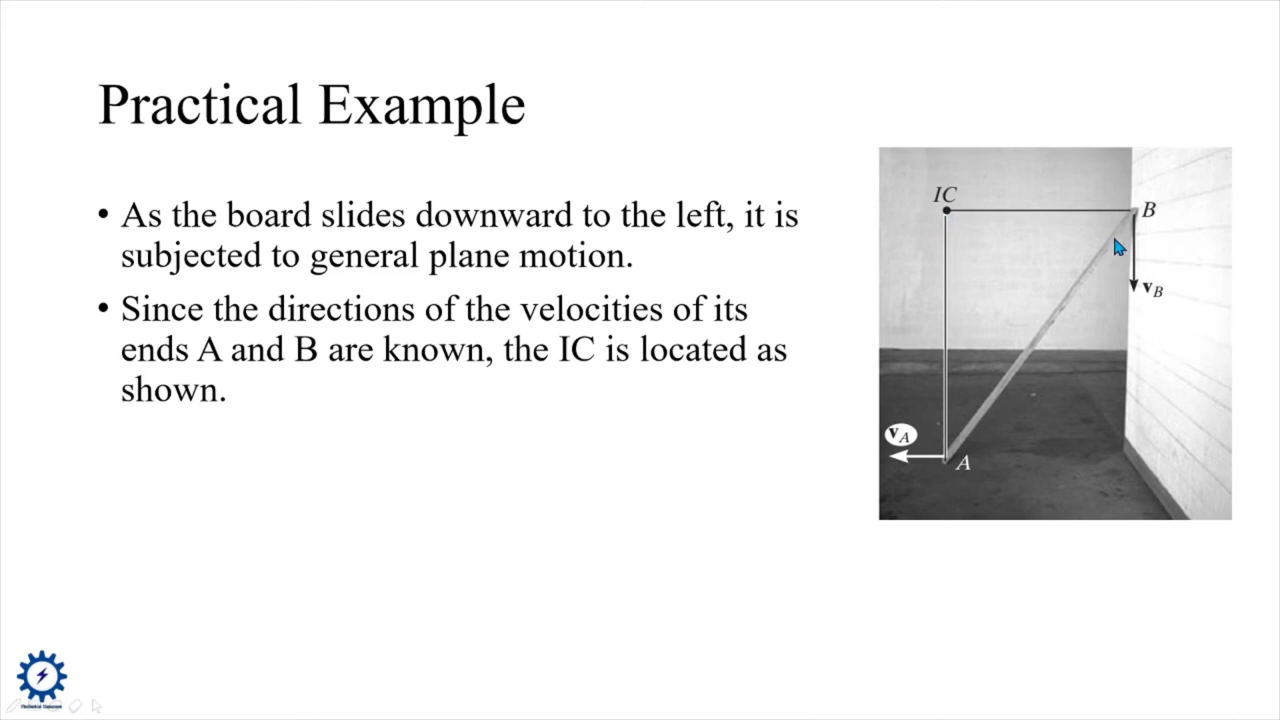 Practical Example
• As the board slides downward to the left, it is
subjected to general plane motion.
• Since the directions of the velocities of its
ends A and B are known, the IC is located as
shown.
IC
B
vB
vA
A